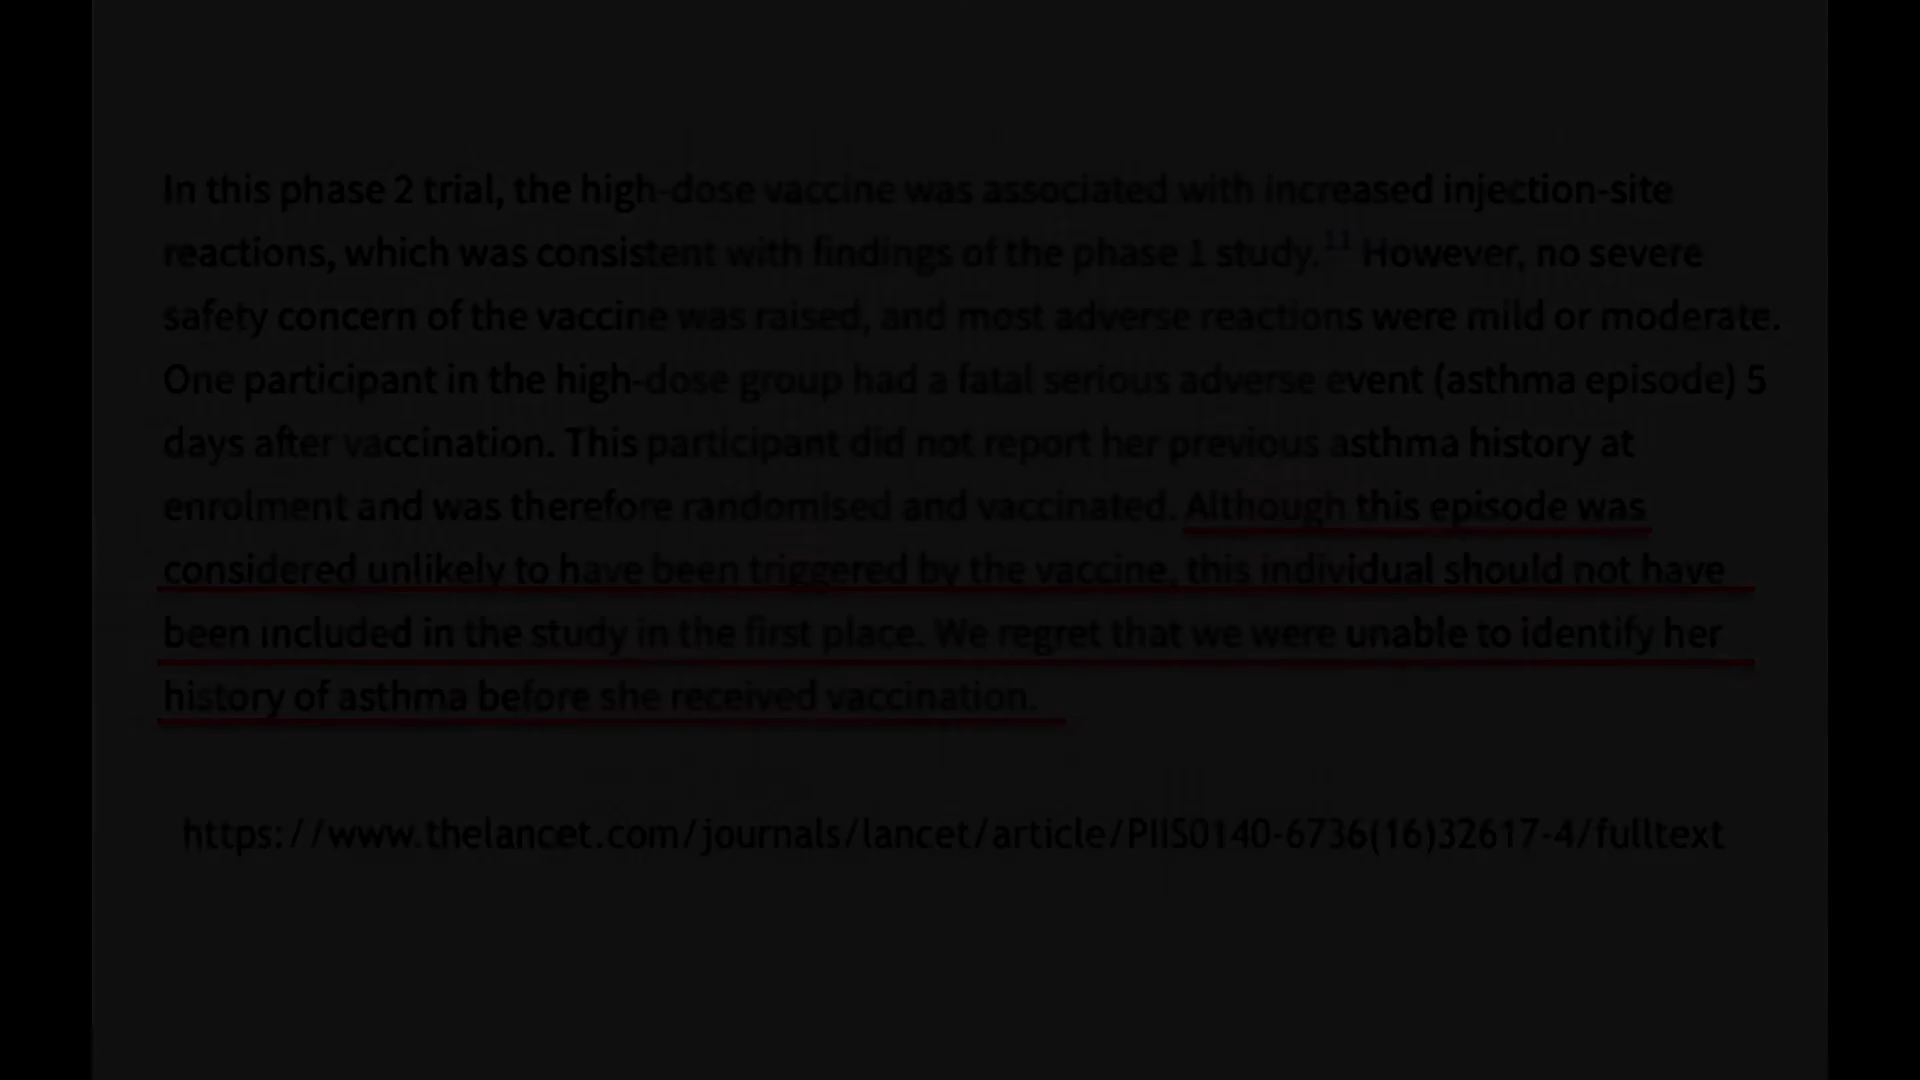 In this phase 2 trial, the high-dose vaccine was associated with increased injection-site
reactions, which was consistent with findings of the phase 1 study.11 However, no severe
safety concern of the vaccine was raised, and most adverse reactions were mild or moderate.
One participant in the high-dose group had a fatal serious adverse event (asthma episode) 5
days after vaccination. This participant did not report her previous asthma history at
enrolment and was therefore randomised and vaccinated. Although this episode was
considered unlikely to have been triggered by the vaccine, this individual should not have
been included in the study in the first place. We regret that we were unable to identify her
history of asthma before she received vaccination.
https://www.thelancet.com/journals/lancet/article/PIIS0140-6736(16)32617-4/fulltext